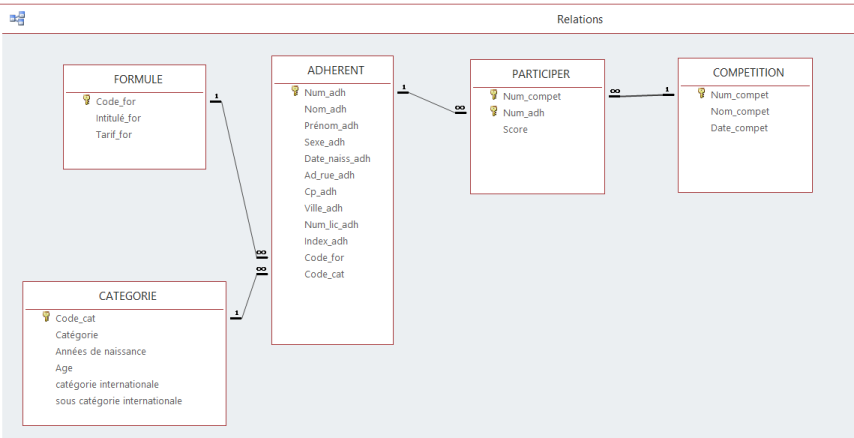 Relations
FORMULE
Code_for
Intitulé_for
Tarif_for
1
∞
ADHERENT
Num_adh
Nom_adh
Prénom_adh
Sexe_adh
Date_naiss_adh
Ad_rue_adh
Cp_adh
Ville_adh
Num_lic_adh
Index_adh
Code_for
Code_cat
1
∞
PARTICIPER
Num_compet
Num_adh
Score
∞
1
COMPETITION
Num_compet
Nom_compet
Date_compet
CATEGORIE
Code_cat
Catégorie
Années de naissance
Age
catégorie internationale
sous catégorie internationale
1
∞